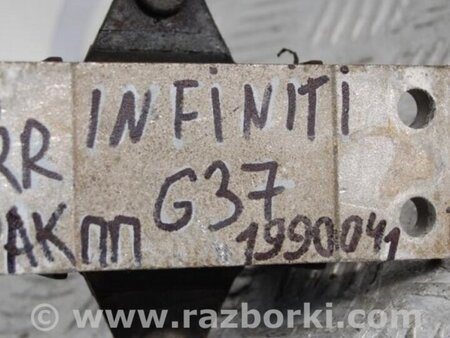 INFINITI
RR G37
АКПП 1990041
www.razborki.com